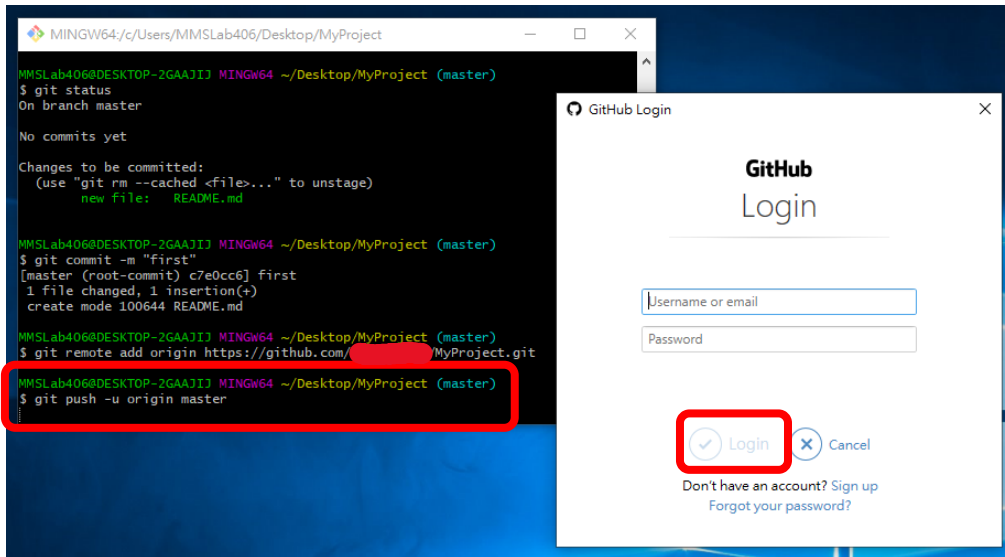 MINGW64:/c/Users/MMSLab406/Desktop/MyProject
MMSLab406@DESKTOP-2GAAJIJ MINGW64 ~/Desktop/MyProject (master)
$ git status
On branch master
No commits yet
Changes to be committed:
(use "git rm --cached <file>..." to unstage)
new file: README.md
MMSLab406@DESKTOP-2GAAJIJ MINGW64 ~/Desktop/MyProject (master)
$ git commit -m "first"
[master (root-commit) c7e0cc6] first
1 file changed, 1 insertion(+)
create mode 100644 README.md
MMSLab406@DESKTOP-2GAAJIJ MINGW64 ~/Desktop/MyProject (master)
$ git remote add origin https://github.com/ /MyProject.git
MMSLab406@DESKTOP-2GAAJIJ MINGW64 ~/Desktop/MyProject (master)
$ git push -u origin master
GitHub Login
GitHub
Login
Username or email
Password
Login
Cancel
Don't have an account? Sign up
Forgot your password?